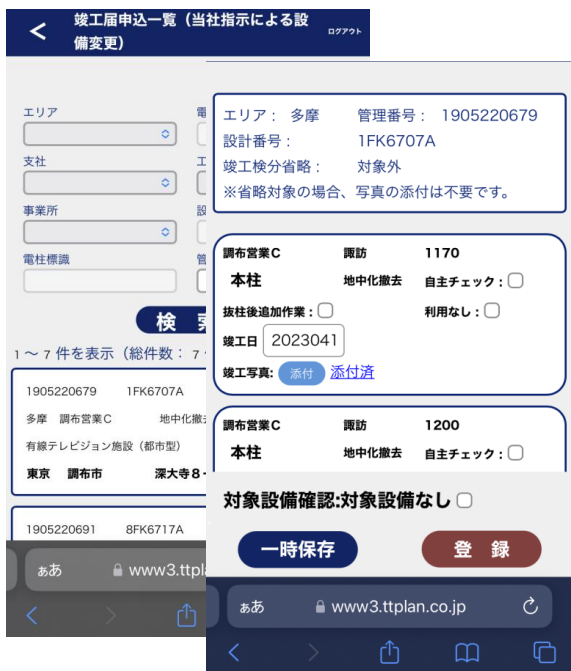 竣工届申込一覧（当社指示による設
備変更）
ログアウト
エリア
支社
事業所
電柱標識
検
1 ～ 7 件を表示（総件数： 7
1905220679 1FK6707A
多摩 調布営業C 地中化撤
有線テレビジョン施設（都市型）
東京 調布市 深大寺8
1905220691 8FK6717A
ぁあ www3.ttpla
エリア： 多摩 管理番号： 1905220679
設計番号： 1FK6707A
竣工検分省略： 対象外
※省略対象の場合、写真の添付は不要です。
調布営業C 諏訪 1170
本柱 地中化撤去 自主チェック：
抜柱後追加作業： 利用なし：
竣工日 2023041
竣工写真: 添付 添付済
調布営業C 諏訪 1200
本柱 地中化撤去 自主チェック：
対象設備確認:対象設備なし
一時保存 登 録
ぁあ www3.ttplan.co.jp